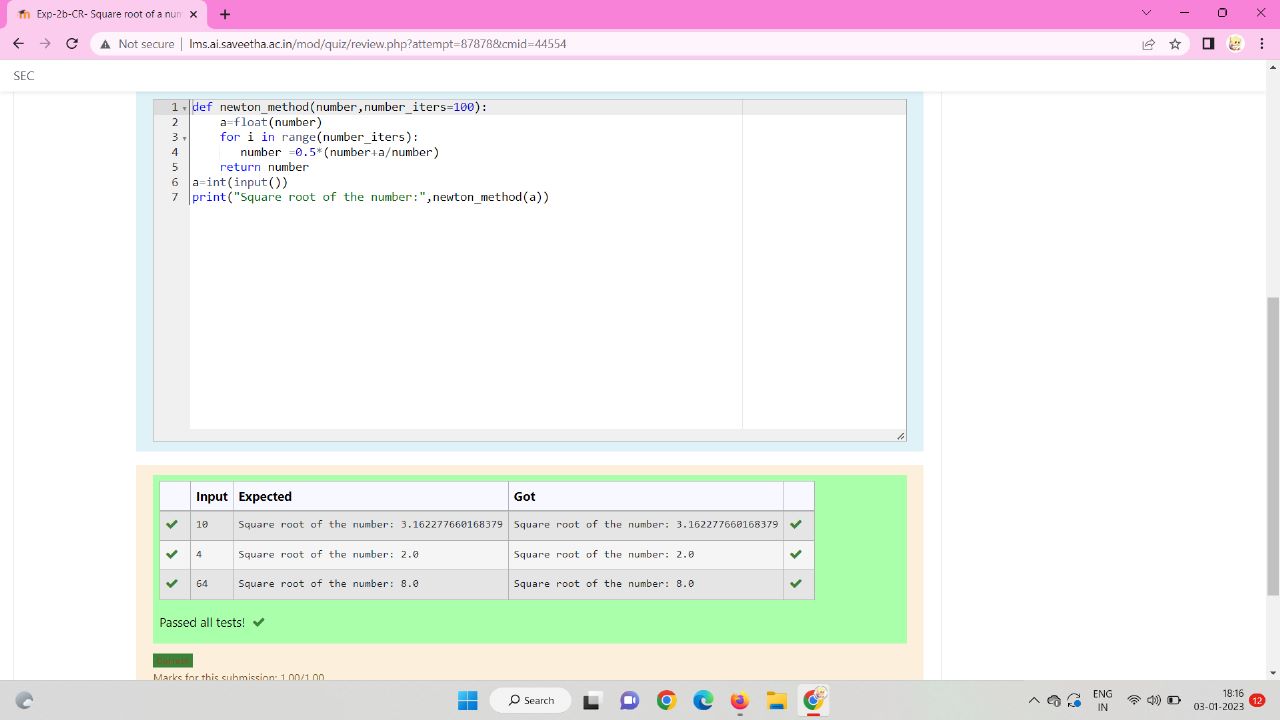 Exp-2b-CR- Square root of a num
Not secure | lms.ai.saveetha.ac.in/mod/quiz/review.php?attempt=87878&cmid=44554
SEC
1 def newton_method(number,number_iters=100):
2 a=float(number)
3 for i in range(number_iters):
4 number =0.5*(number+a/number)
5 return number
6 a=int(input())
7 print("Square root of the number:",newton_method(a))
Input Expected Got
10 Square root of the number: 3.162277660168379 Square root of the number: 3.162277660168379
4 Square root of the number: 2.0 Square root of the number: 2.0
64 Square root of the number: 8.0 Square root of the number: 8.0
Passed all tests!
Correct
Marks for this submission: 1.00/1.00.
Search
ENG
IN
18:16
03-01-2023
12